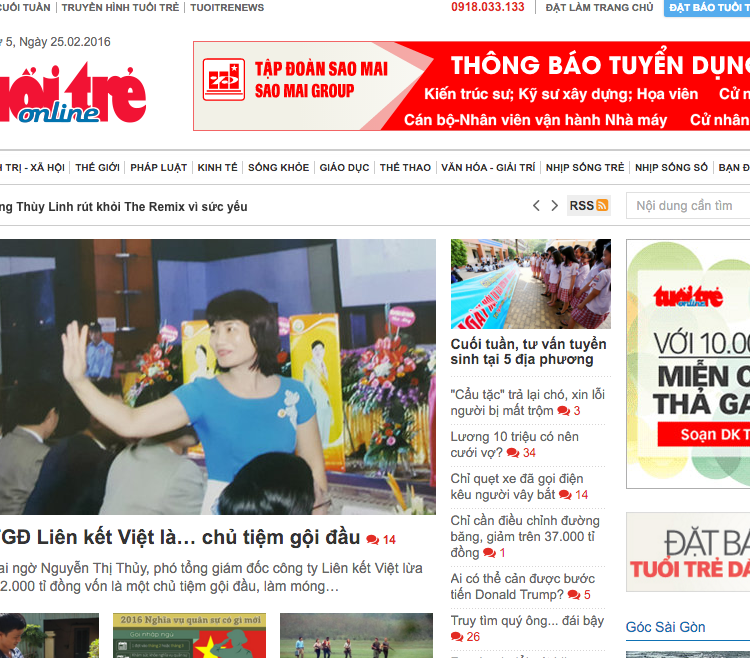 CUỐI TUẦN | TRUYỀN HÌNH TUỔI TRẺ | TUOITRENEWS
0918.033.133 | ĐẶT LÀM TRANG CHỦ
ĐẶT BÁO TUỔI T
5, Ngày 25.02.2016
tuổi trẻ
online
TẬP ĐOÀN SAO MAI
SAO MAI GROUP
THÔNG BÁO TUYỂN DỤNG
Kiến trúc sư; Kỹ sư xây dựng; Họa viên
Cán bộ-Nhân viên vận hành Nhà máy Cử nhân
TRỊ - XÃ HỘI | THẾ GIỚI | PHÁP LUẬT | KINH TẾ | SỐNG KHỎE | GIÁO DỤC | THỂ THAO | VĂN HÓA - GIẢI TRÍ | NHỊP SỐNG TRẺ | NHỊP SỐNG SỐ | BẠN Đ
ng Thùy Linh rút khỏi The Remix vì sức yếu
RSS
Nội dung cần tìm
TGĐ Liên kết Việt là... chủ tiệm gội đầu 14
ai ngờ Nguyễn Thị Thủy, phó tổng giám đốc công ty Liên kết Việt lừa
2.000 tỉ đồng vốn là một chủ tiệm gội đầu, làm móng…
2016 Nghĩa vụ quân sự có gì mới
Gọi nhập ngũ
Cuối tuần, tư vấn tuyển
sinh tại 5 địa phương
"Cẩu tặc" trả lại chó, xin lỗi
người bị mất trộm 3
Lương 10 triệu có nên
cưới vợ? 34
Chỉ quẹt xe đã gọi điện
kêu người vây bắt 14
Chỉ cần điều chỉnh đường
băng, giảm trên 37.000 tỉ
đồng 1
Ai có thể cản được bước
tiến Donald Trump? 5
Truy tìm quý ông... đái bậy
26
tuổi trẻ
online
VỚI 10.00
MIỄN C
THẢ GA
Soạn DK T
ĐẶT BÁ
TUỔI TRẺ
Góc Sài Gòn